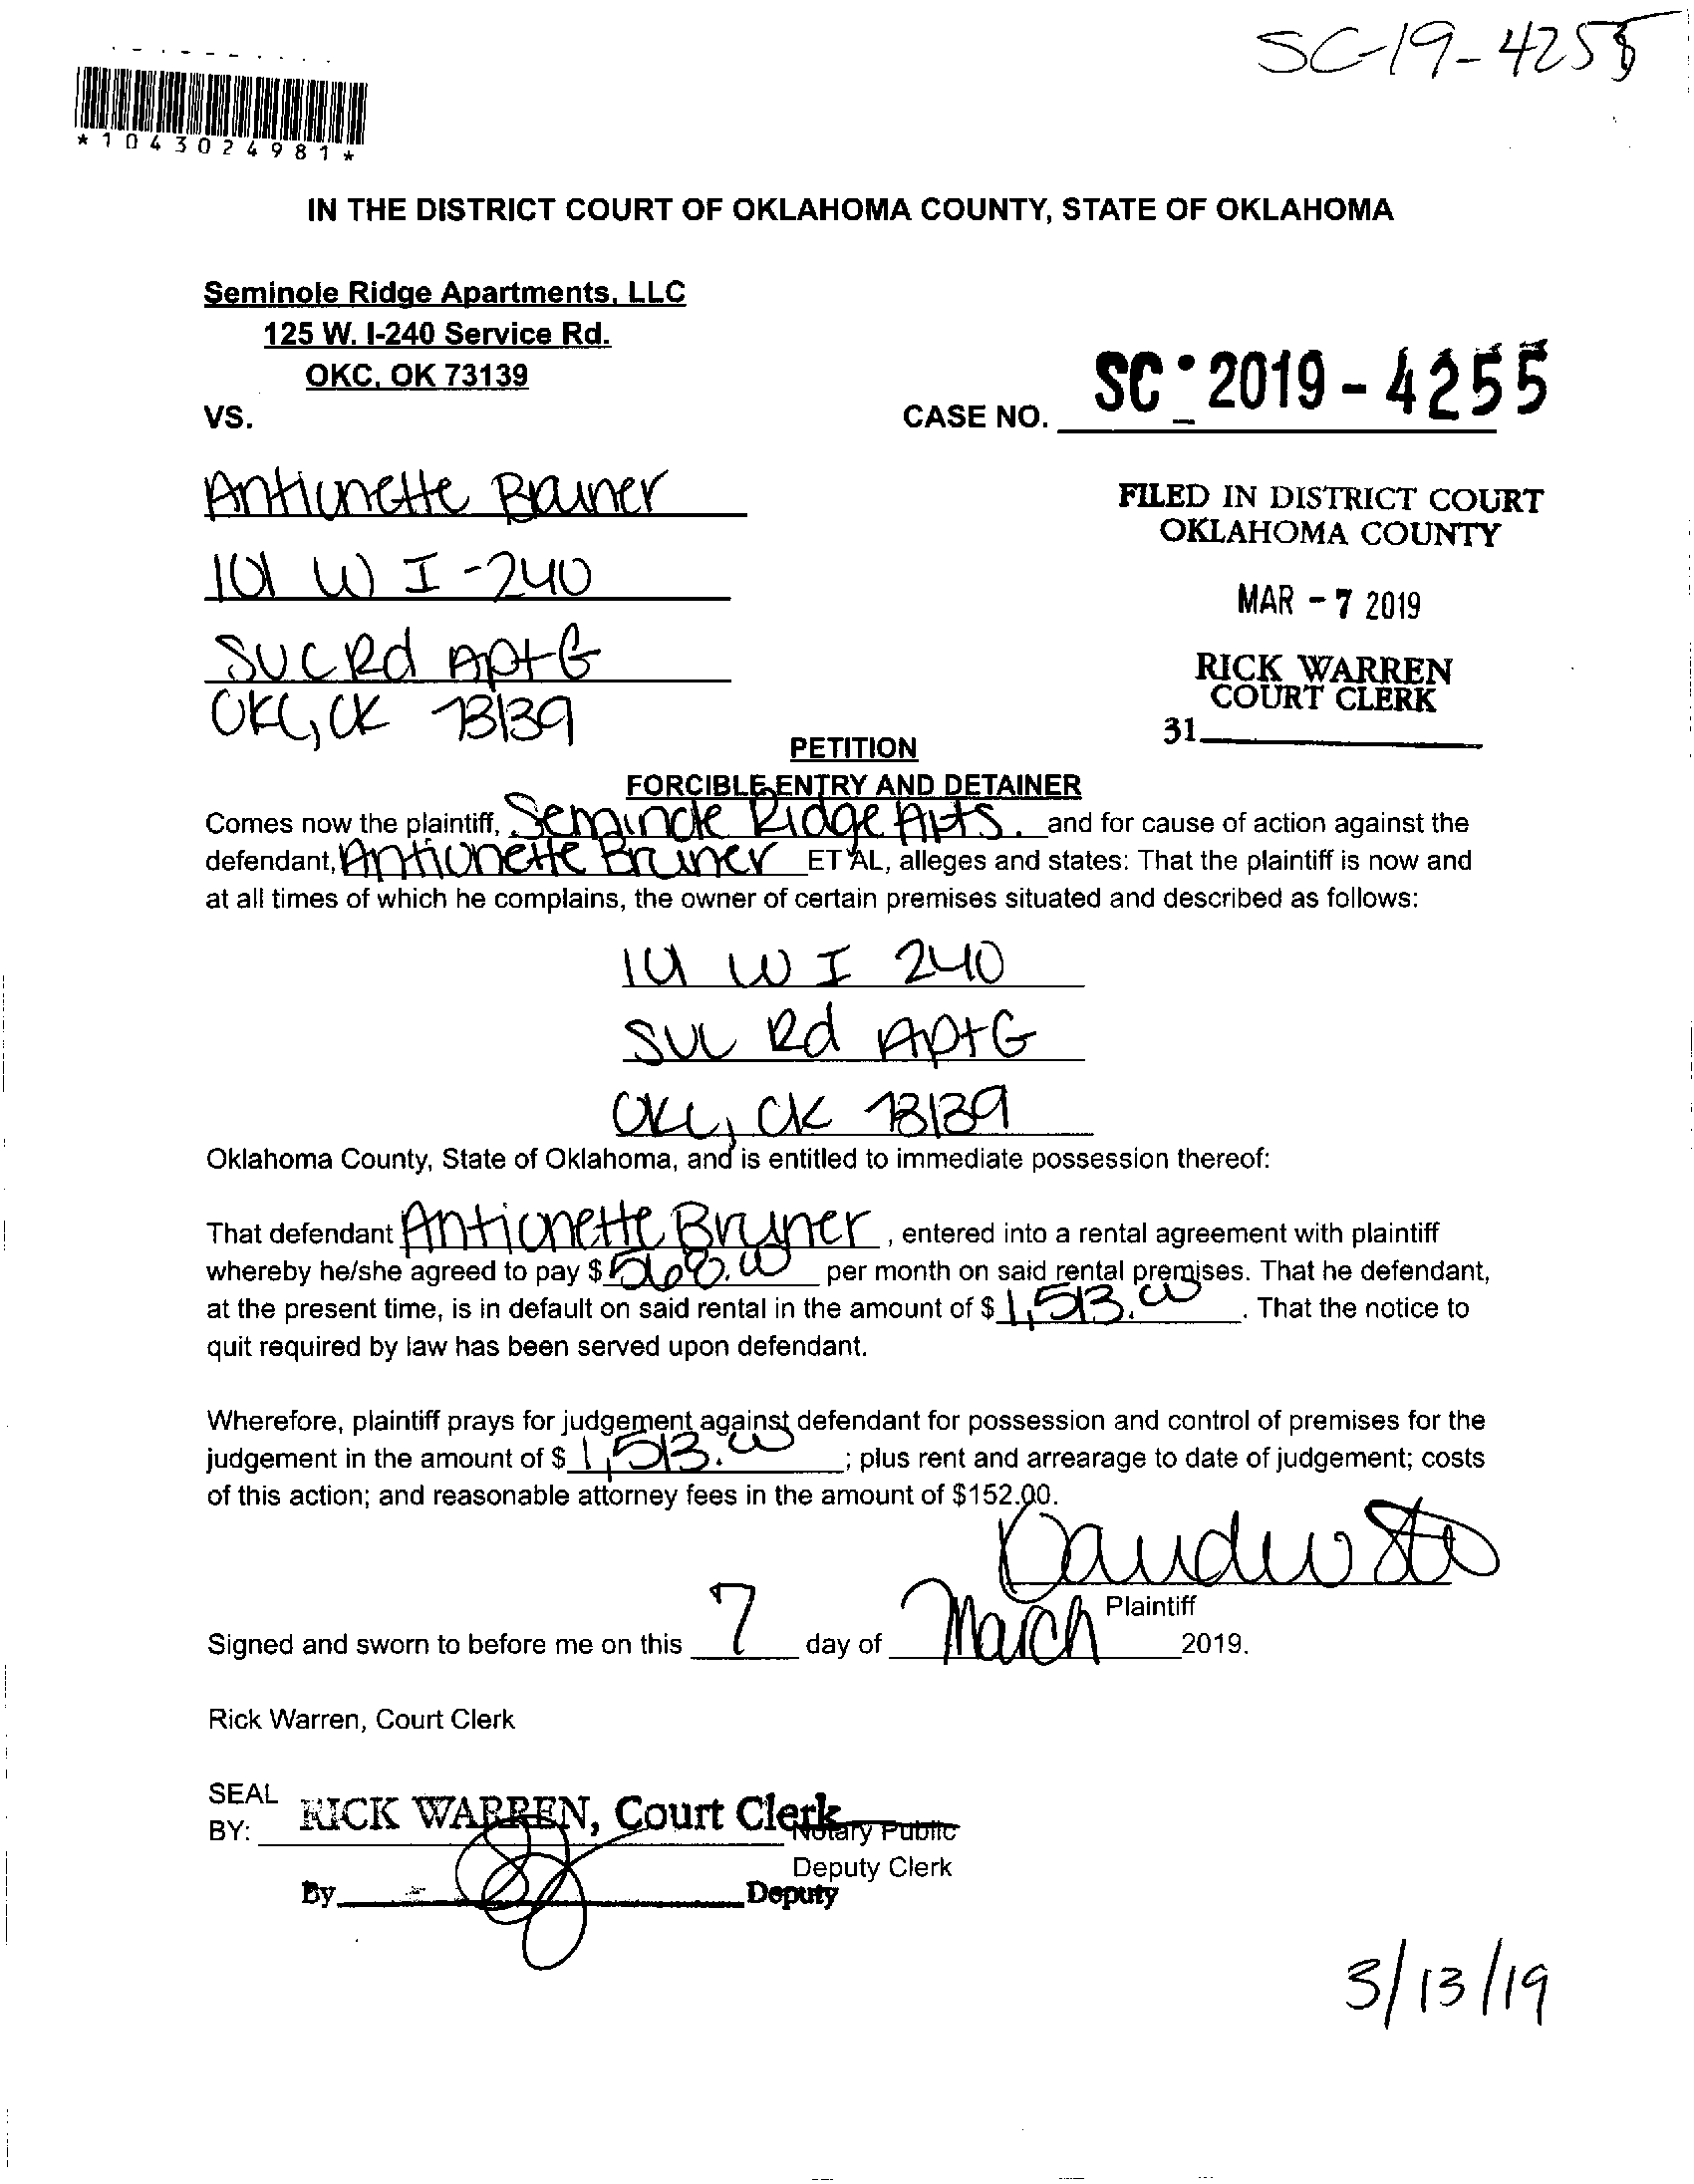 SC-19-4255
*1043024981*
IN THE DISTRICT COURT OF OKLAHOMA COUNTY, STATE OF OKLAHOMA
Seminole Ridge Apartments, LLC
125 W. I-240 Service Rd.
OKC, OK 73139
VS.
CASE NO. SC-2019-4255
Antionette Bruner
101 W I-240
SVC Rd Apt G
OKC, OK 73139
FILED IN DISTRICT COURT
OKLAHOMA COUNTY
MAR - 7 2019
RICK WARREN
COURT CLERK
31
PETITION
FORCIBLE ENTRY AND DETAINER
Comes now the plaintiff, Seminole Ridge Apts. and for cause of action against the
defendant, Antionette Bruner ET AL, alleges and states: That the plaintiff is now and
at all times of which he complains, the owner of certain premises situated and described as follows:
101 W I 240
SVC Rd Apt G
OKC, OK 73139
Oklahoma County, State of Oklahoma, and is entitled to immediate possession thereof:
That defendant Antionette Bruner, entered into a rental agreement with plaintiff
whereby he/she agreed to pay $568.00 per month on said rental premises. That he defendant,
at the present time, is in default on said rental in the amount of $1,513.00. That the notice to
quit required by law has been served upon defendant.
Wherefore, plaintiff prays for judgement against defendant for possession and control of premises for the
judgement in the amount of $1,513.00; plus rent and arrearage to date of judgement; costs
of this action; and reasonable attorney fees in the amount of $152.00.
Plaintiff
Signed and sworn to before me on this 7 day of March 2019.
Rick Warren, Court Clerk
SEAL
BY: RICK WARREN, Court Clerk
Notary Public
Deputy Clerk
By Deputy
3/13/19